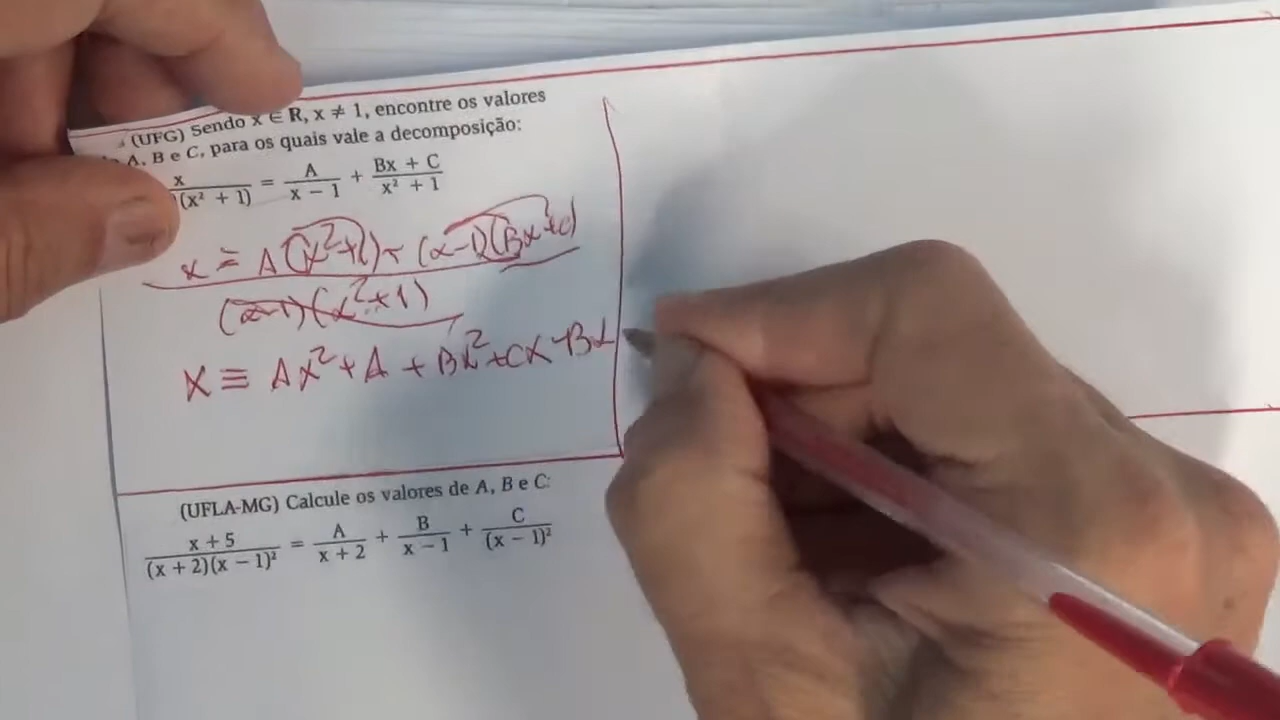 (UFG) Sendo x ∈ R, x ≠ 1, encontre os valores
A, B e C, para os quais vale a decomposição:
x/((x² + 1) = A/(x − 1) + (Bx + C)/(x² + 1)
x = A(x²+1) + (x−1)(Bx+c)
(x−1)(x²+1)
x ≡ Ax² + A + Bx² + cx − Bx
(UFLA-MG) Calcule os valores de A, B e C:
(x + 5)/((x + 2)(x − 1)²) = A/(x + 2) + B/(x − 1) + C/(x − 1)²